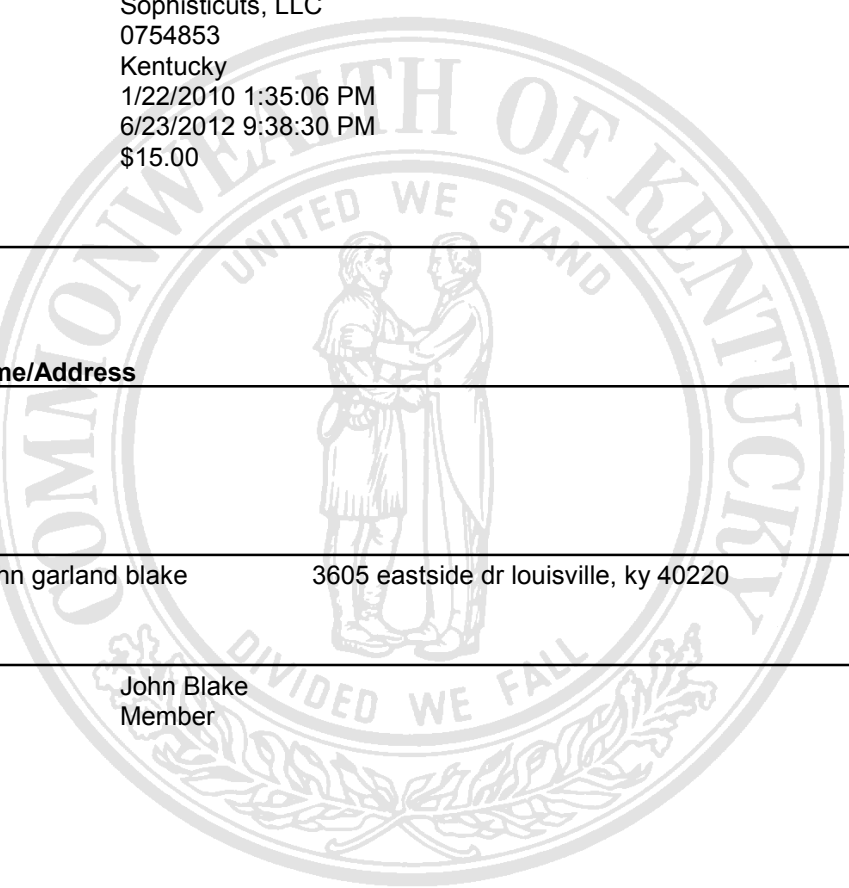 Sophisticuts, LLC
0754853
Kentucky
1/22/2010 1:35:06 PM
6/23/2012 9:38:30 PM
$15.00
COMMONWEALTH OF KENTUCKY
UNITED WE STAND
me/Address
hn garland blake 3605 eastside dr louisville, ky 40220
DIVIDED WE FALL
John Blake
Member